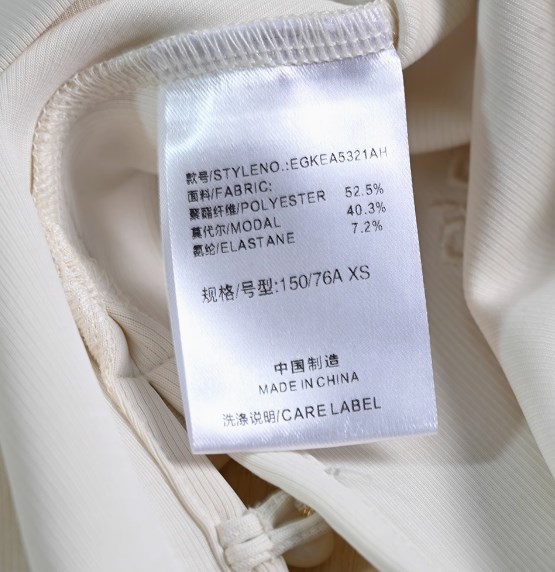 款号/STYLENO.:EGKEA5321AH
面料/FABRIC:
聚酯纤维/POLYESTER 52.5%
莫代尔/MODAL 40.3%
氨纶/ELASTANE 7.2%
规格/号型:150/76A XS
中国制造
MADE IN CHINA
洗涤说明/CARE LABEL